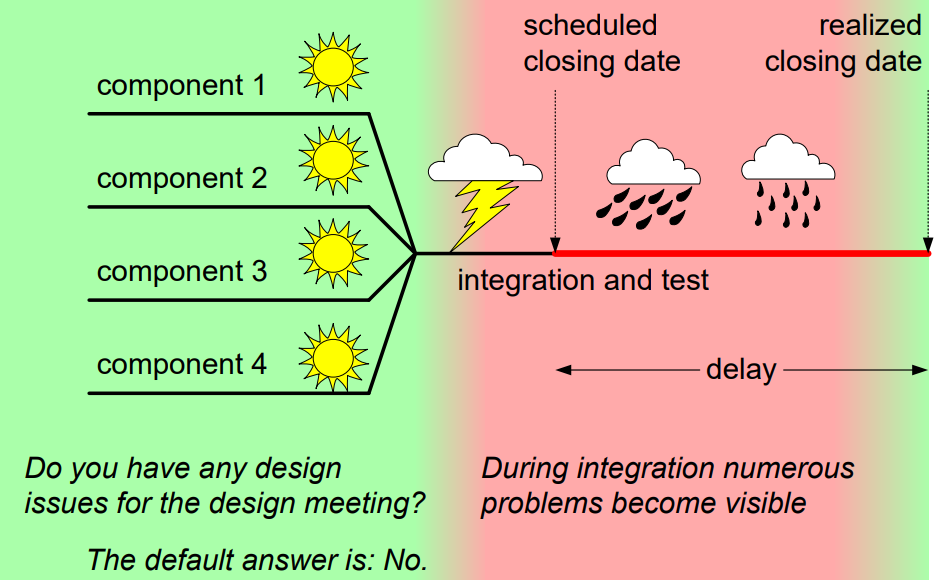 scheduled
closing date
realized
closing date
component 1
component 2
component 3
component 4
integration and test
delay
Do you have any design
issues for the design meeting?
The default answer is: No.
During integration numerous
problems become visible